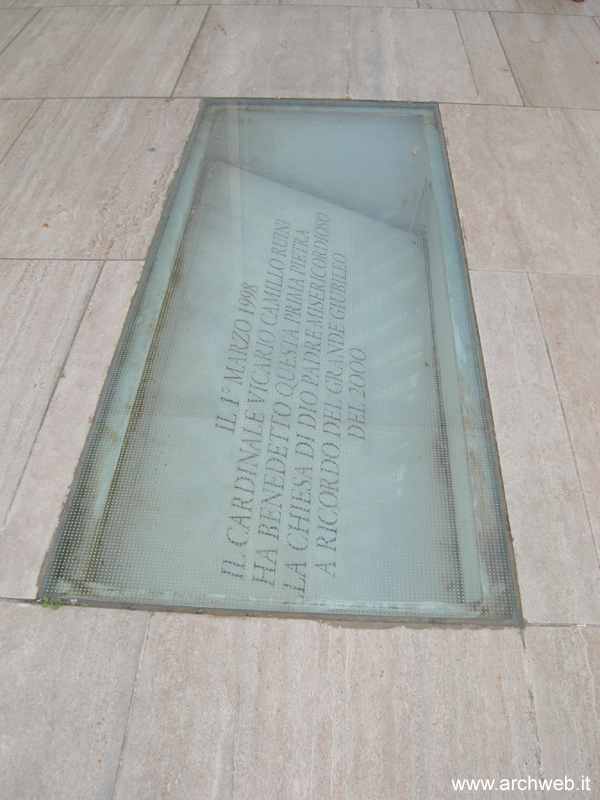 IL 1° MARZO 1998
IL CARDINALE VICARIO CAMILLO RUINI
HA BENEDETTO QUESTA PRIMA PIETRA
LA CHIESA DI DIO PADRE MISERICORDIOSO
A RICORDO DEL GRANDE GIUBILEO
DEL 2000
www.archweb.it